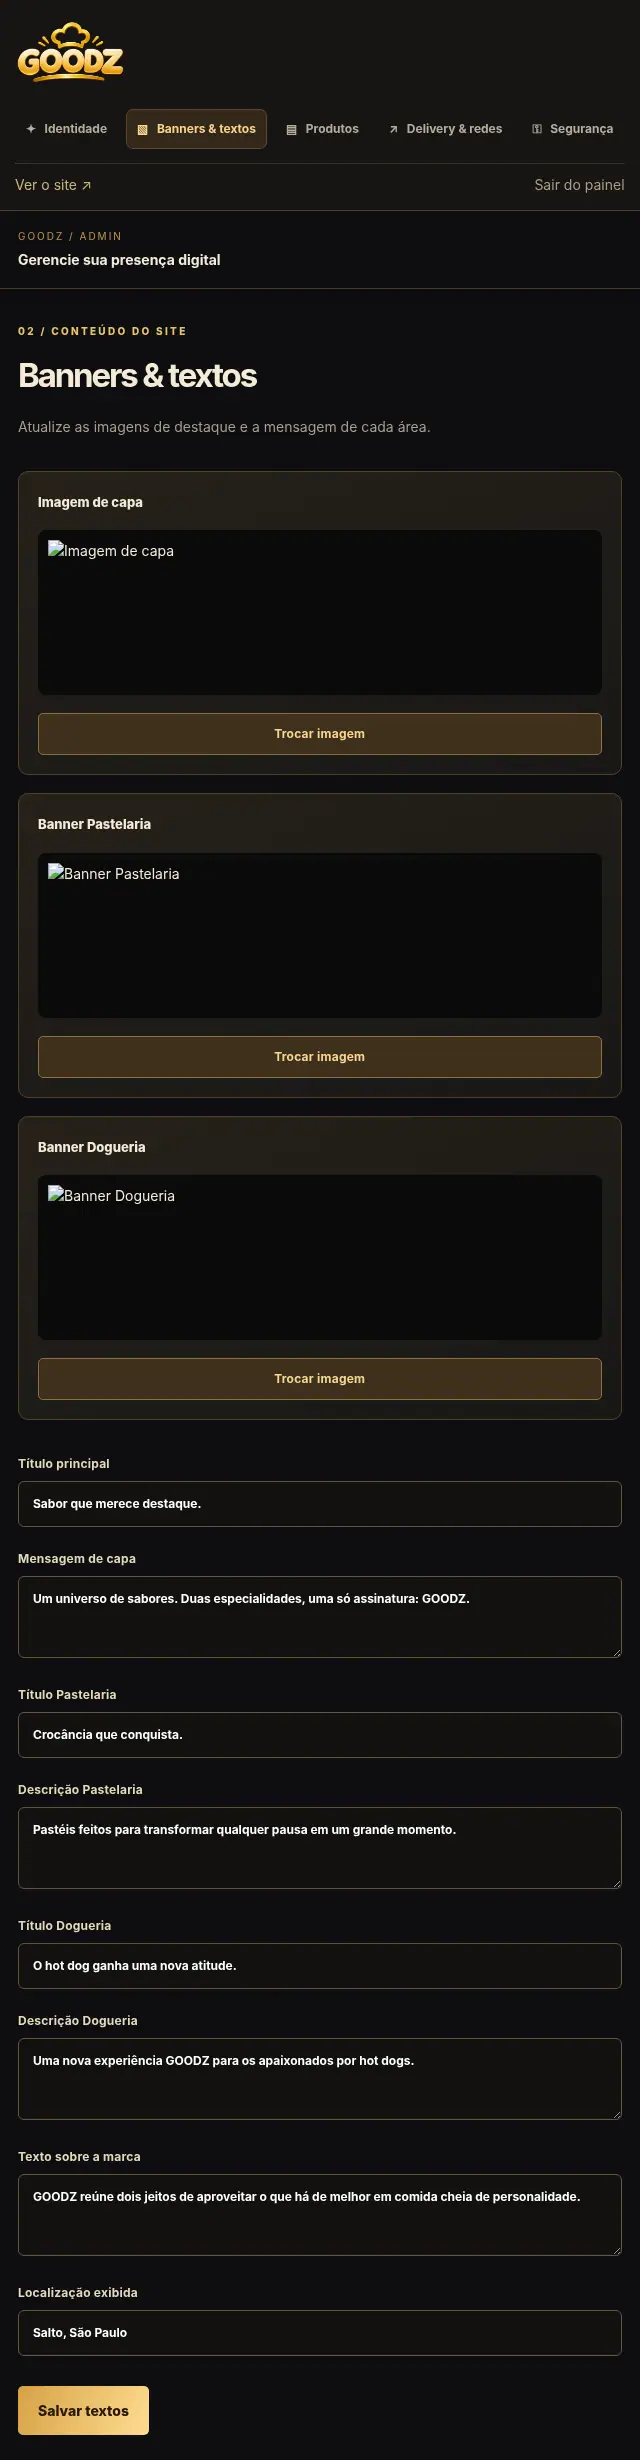 GOODZ
Identidade
Banners & textos
Produtos
Delivery & redes
Segurança
Ver o site ↗
Sair do painel
GOODZ / ADMIN
Gerencie sua presença digital
02 / CONTEÚDO DO SITE
Banners & textos
Atualize as imagens de destaque e a mensagem de cada área.
Imagem de capa
Imagem de capa
Trocar imagem
Banner Pastelaria
Banner Pastelaria
Trocar imagem
Banner Dogueria
Banner Dogueria
Trocar imagem
Título principal
Sabor que merece destaque.
Mensagem de capa
Um universo de sabores. Duas especialidades, uma só assinatura: GOODZ.
Título Pastelaria
Crocância que conquista.
Descrição Pastelaria
Pastéis feitos para transformar qualquer pausa em um grande momento.
Título Dogueria
O hot dog ganha uma nova atitude.
Descrição Dogueria
Uma nova experiência GOODZ para os apaixonados por hot dogs.
Texto sobre a marca
GOODZ reúne dois jeitos de aproveitar o que há de melhor em comida cheia de personalidade.
Localização exibida
Salto, São Paulo
Salvar textos